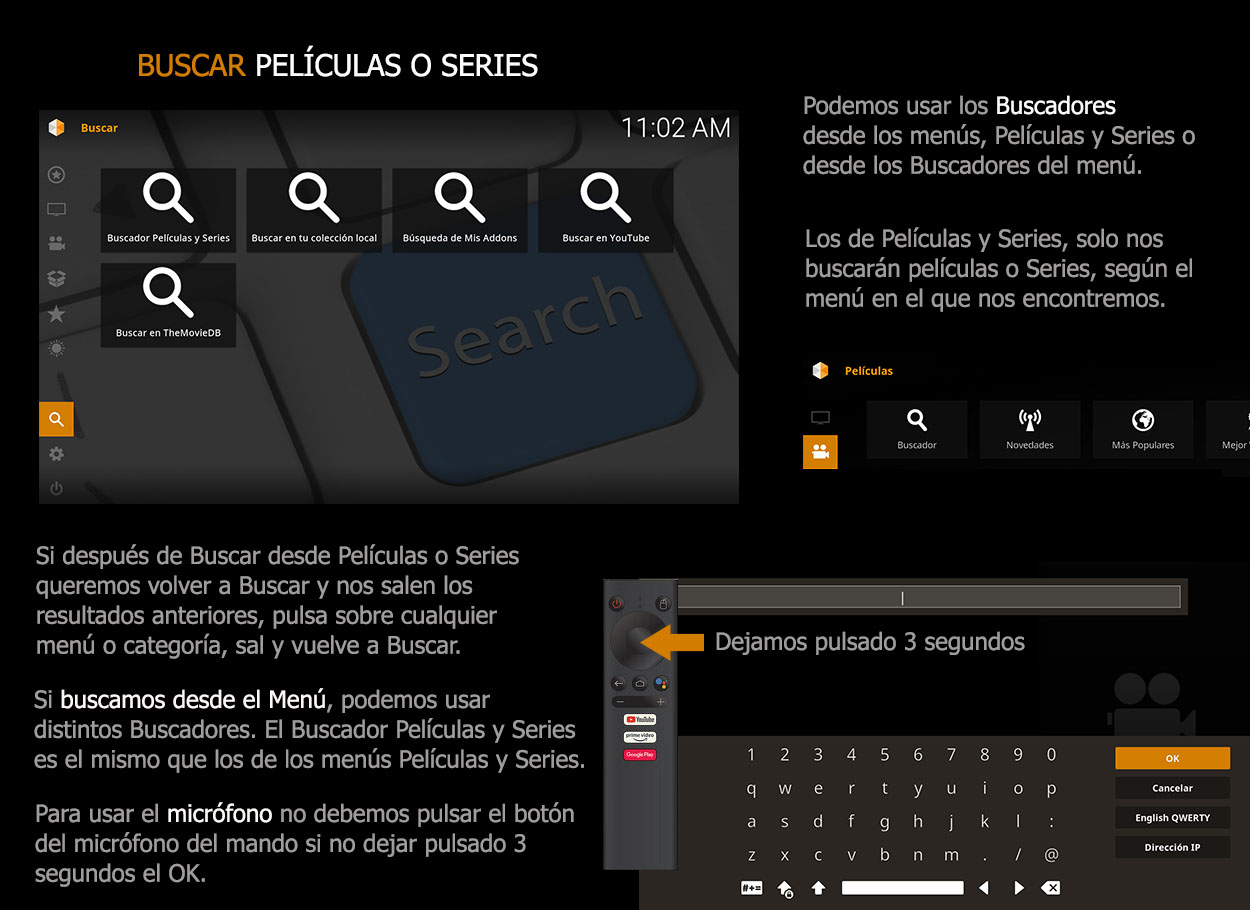 BUSCAR PELÍCULAS O SERIES
Buscar
11:02 AM
Buscador Películas y Series
Buscar en tu colección local
Búsqueda de Mis Addons
Buscar en YouTube
Buscar en TheMovieDB
Search
Podemos usar los Buscadores
desde los menús, Películas y Series o
desde los Buscadores del menú.
Los de Películas y Series, solo nos
buscarán películas o Series, según el
menú en el que nos encontremos.
Películas
Buscador
Novedades
Más Populares
Mejor
Si después de Buscar desde Películas o Series
queremos volver a Buscar y nos salen los
resultados anteriores, pulsa sobre cualquier
menú o categoría, sal y vuelve a Buscar.
Si buscamos desde el Menú, podemos usar
distintos Buscadores. El Buscador Películas y Series
es el mismo que los de los menús Películas y Series.
Para usar el micrófono no debemos pulsar el botón
del micrófono del mando si no dejar pulsado 3
segundos el OK.
Dejamos pulsado 3 segundos
YouTube
prime video
Google Play
1 2 3 4 5 6 7 8 9 0
q w e r t y u i o p
a s d f g h j k l :
z x c v b n m . / @
#+=
OK
Cancelar
English QWERTY
Dirección IP